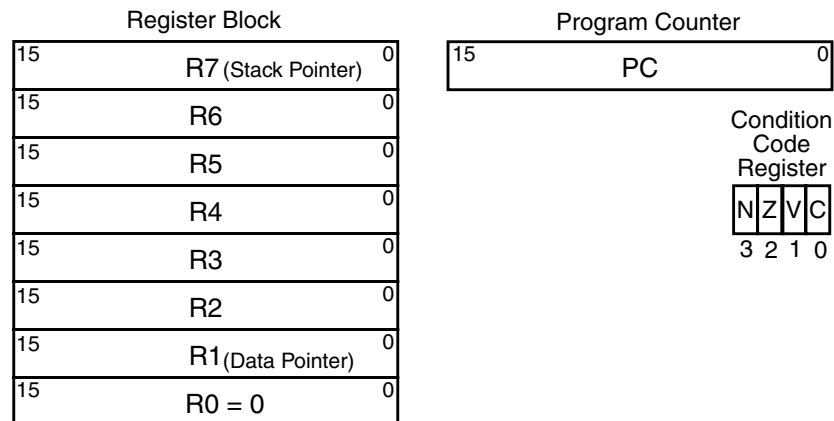 Register Block
15 R7 (Stack Pointer) 0
15 R6 0
15 R5 0
15 R4 0
15 R3 0
15 R2 0
15 R1 (Data Pointer) 0
15 R0 = 0 0
Program Counter
15 PC 0
Condition
Code
Register
N Z V C
3 2 1 0